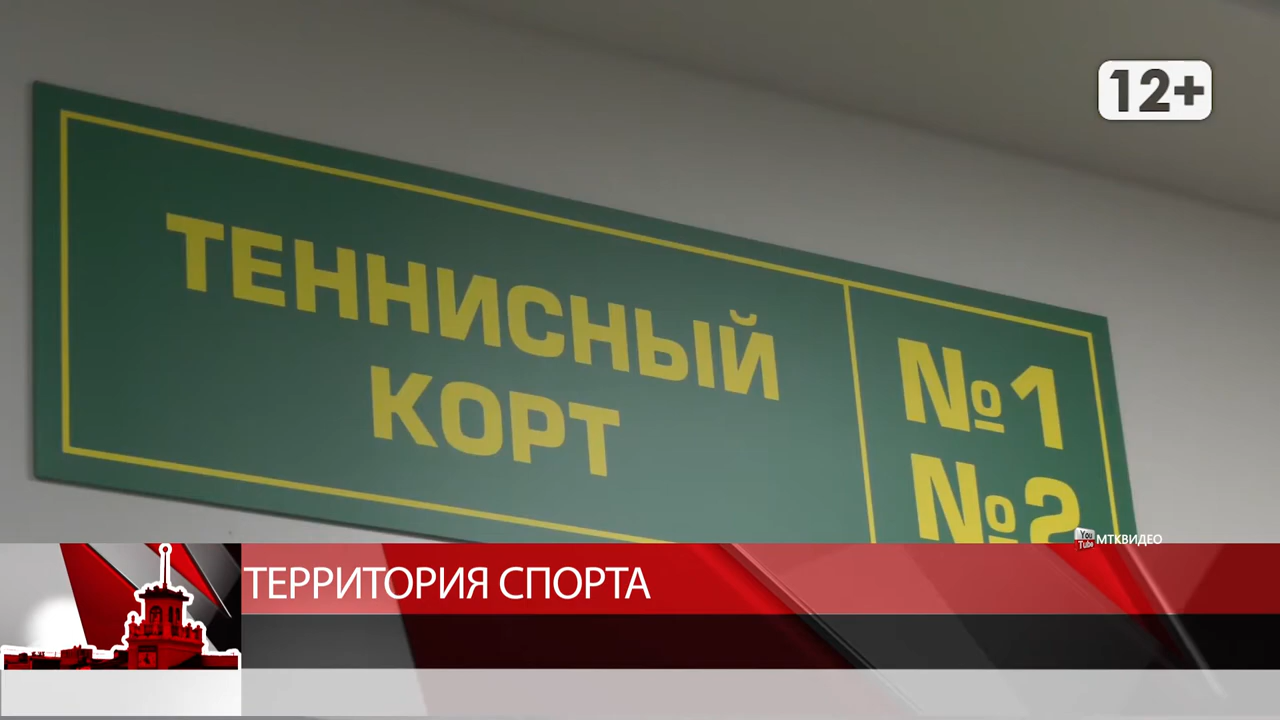 12+
ТЕННИСНЫЙ
КОРТ
№1
№2
You
Tube
МТКВИДЕО
ТЕРРИТОРИЯ СПОРТА